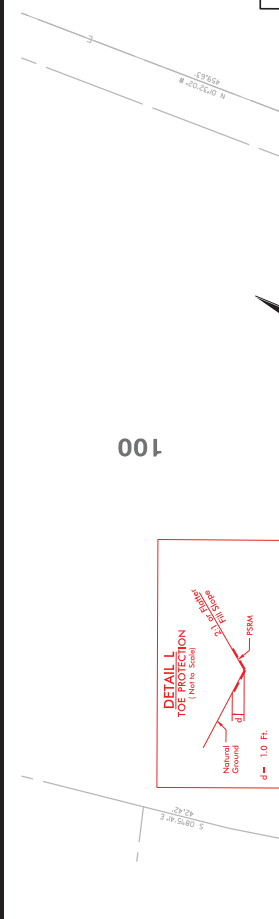 C
459.63'
N 01°32'02" W
100
DETAIL L
TOE PROTECTION
( Not to Scale)
2:1 or Flatter
Fill Slope
Natural
Ground
d
PSRM
d = 1.0 Ft.
42.42'
S 08°15'41" E